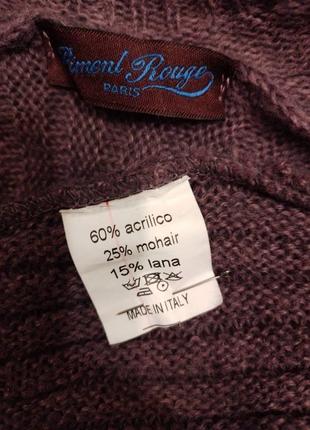 Piment Rouge
PARIS
60% acrilico
25% mohair
15% lana
MADE IN ITALY